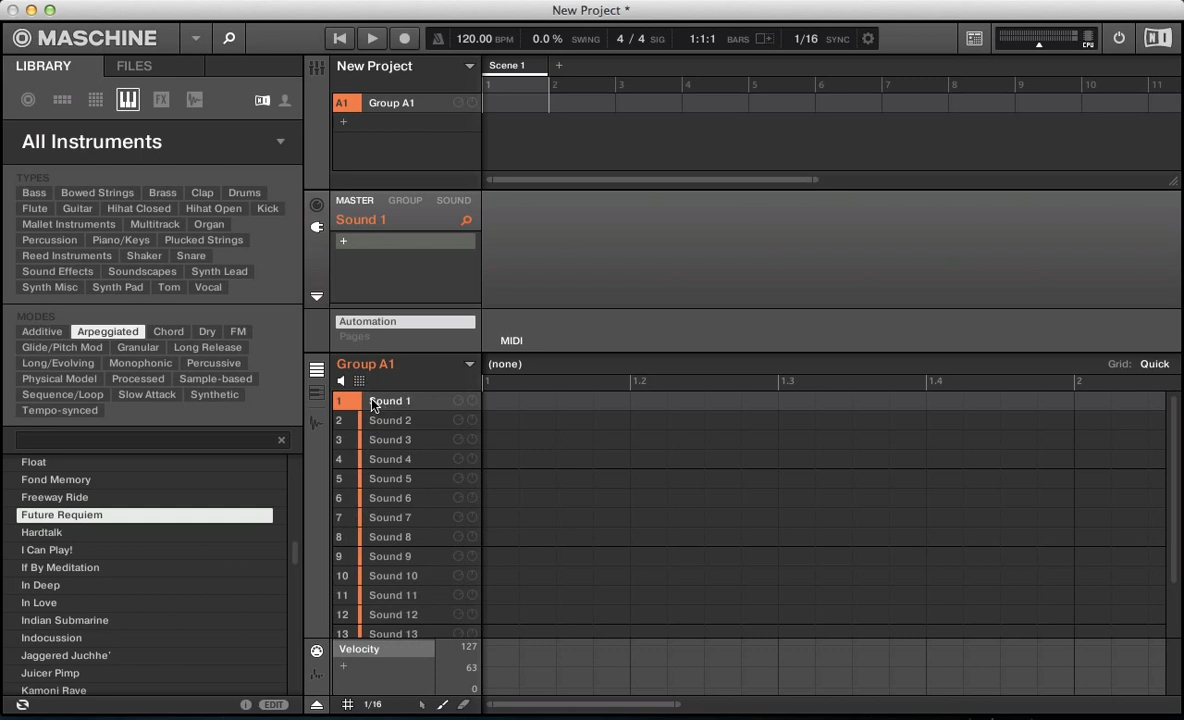 New Project *
MASCHINE
120.00 BPM 0.0 % SWING 4 / 4 SIG 1:1:1 BARS 1/16 SYNC CPU
LIBRARY FILES
All Instruments
TYPES
Bass Bowed Strings Brass Clap Drums
Flute Guitar Hihat Closed Hihat Open Kick
Mallet Instruments Multitrack Organ
Percussion Piano/Keys Plucked Strings
Reed Instruments Shaker Snare
Sound Effects Soundscapes Synth Lead
Synth Misc Synth Pad Tom Vocal
MODES
Additive Arpeggiated Chord Dry FM
Glide/Pitch Mod Granular Long Release
Long/Evolving Monophonic Percussive
Physical Model Processed Sample-based
Sequence/Loop Slow Attack Synthetic
Tempo-synced
Float
Fond Memory
Freeway Ride
Future Requiem
Hardtalk
I Can Play!
If By Meditation
In Deep
In Love
Indian Submarine
Indocussion
Jaggered Juchhe'
Juicer Pimp
Kamoni Rave
EDIT
New Project
A1 Group A1
+
Scene 1 +
1 2 3 4 5 6 7 8 9 10 11
MASTER GROUP SOUND
Sound 1
+
Automation
Pages
MIDI
Group A1
(none) Grid: Quick
1 1.2 1.3 1.4 2
1 Sound 1
2 Sound 2
3 Sound 3
4 Sound 4
5 Sound 5
6 Sound 6
7 Sound 7
8 Sound 8
9 Sound 9
10 Sound 10
11 Sound 11
12 Sound 12
13 Sound 13
Velocity 127
+ 63
0
1/16